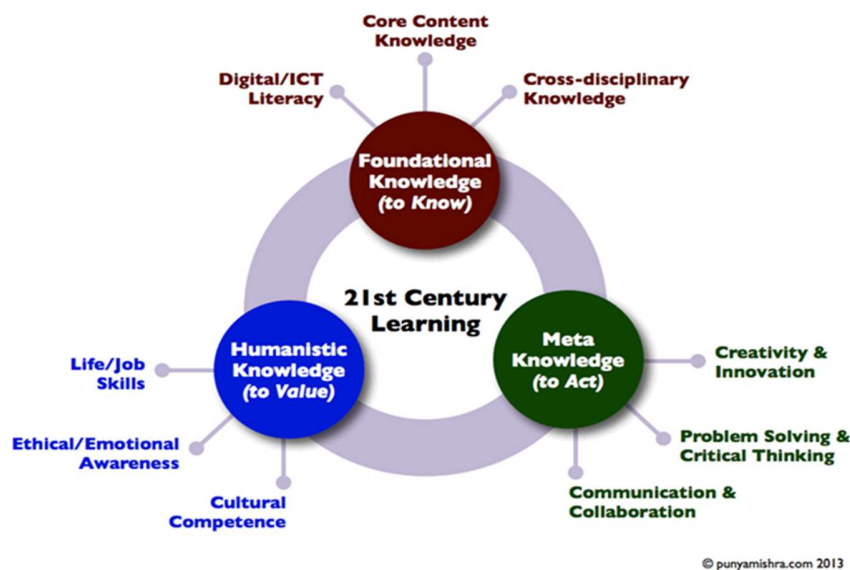 Core Content
Knowledge
Digital/ICT
Literacy
Cross-disciplinary
Knowledge
Foundational
Knowledge
(to Know)
21st Century
Learning
Humanistic
Knowledge
(to Value)
Meta
Knowledge
(to Act)
Life/Job
Skills
Ethical/Emotional
Awareness
Cultural
Competence
Creativity &
Innovation
Problem Solving &
Critical Thinking
Communication &
Collaboration
© punyamishra.com 2013